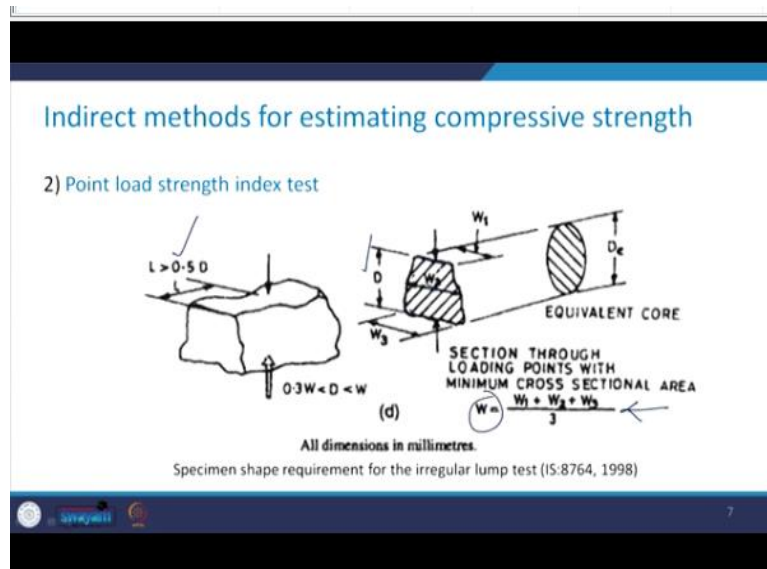 Indirect methods for estimating compressive strength
2) Point load strength index test
L>0.5 D
L
0.3W<D<W
(d)
D
W₁
W₂
W₃
Dₑ
EQUIVALENT CORE
SECTION THROUGH
LOADING POINTS WITH
MINIMUM CROSS SECTIONAL AREA
W = W₁ + W₂ + W₃ / 3
All dimensions in millimetres.
Specimen shape requirement for the irregular lump test (IS:8764, 1998)
swayam
7